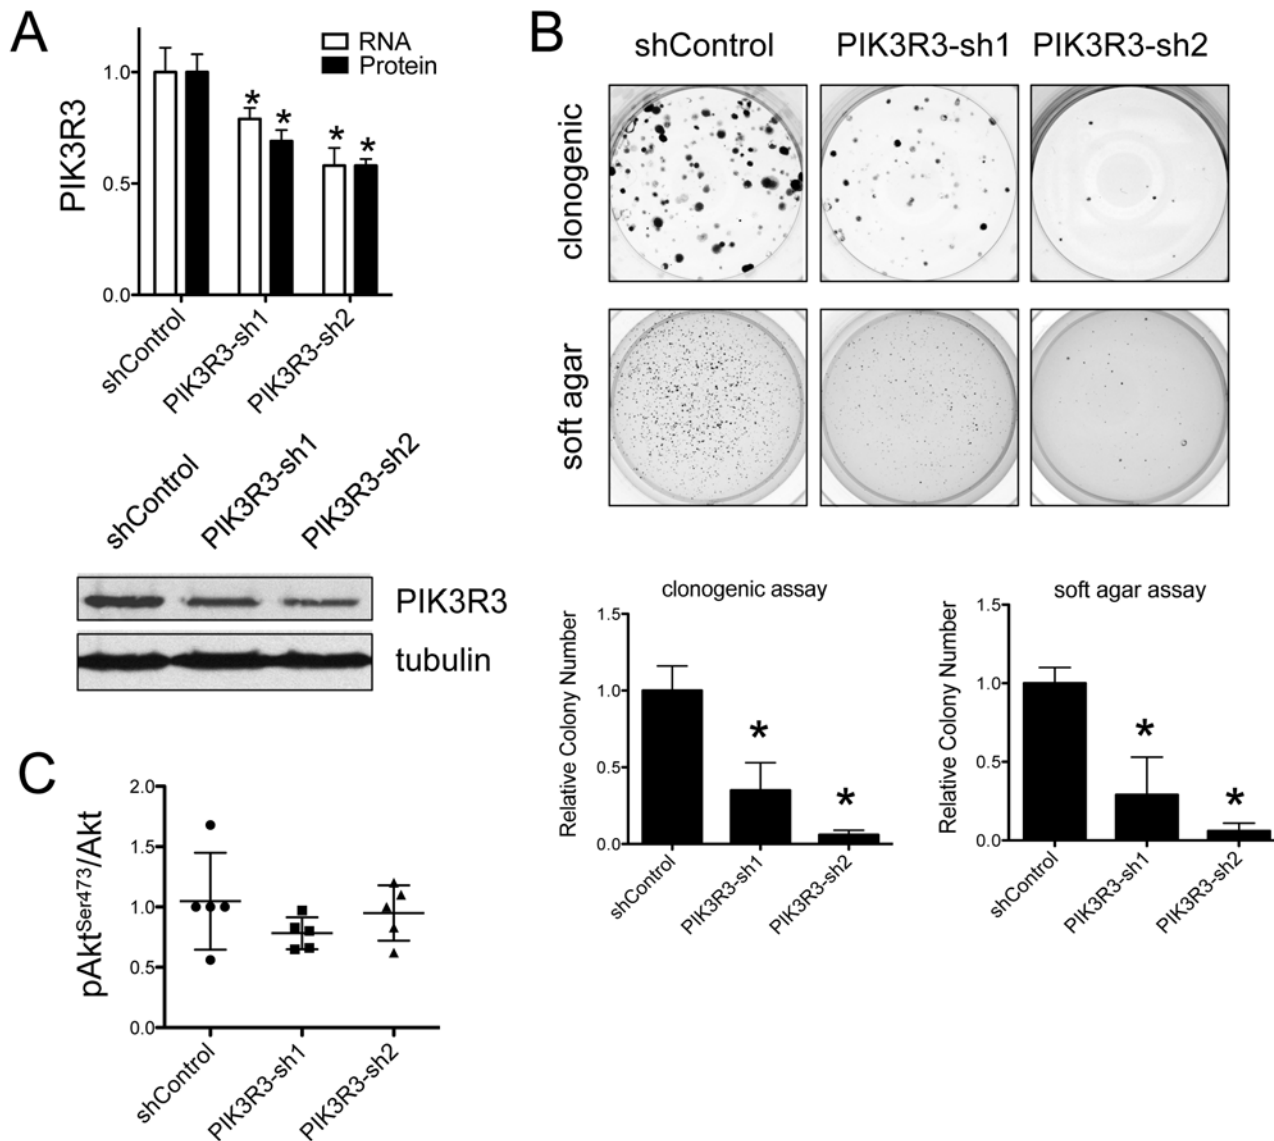 A
PIK3R3
1.0
0.5
0.0
RNA
Protein
*
*
*
*
shControl
PIK3R3-sh1
PIK3R3-sh2
shControl
PIK3R3-sh1
PIK3R3-sh2
PIK3R3
tubulin
B
shControl
PIK3R3-sh1
PIK3R3-sh2
clonogenic
soft agar
clonogenic assay
Relative Colony Number
1.5
1.0
0.5
0.0
*
*
shControl
PIK3R3-sh1
PIK3R3-sh2
soft agar assay
Relative Colony Number
1.5
1.0
0.5
0.0
*
*
shControl
PIK3R3-sh1
PIK3R3-sh2
C
pAktSer473/Akt
2.0
1.5
1.0
0.5
0.0
shControl
PIK3R3-sh1
PIK3R3-sh2